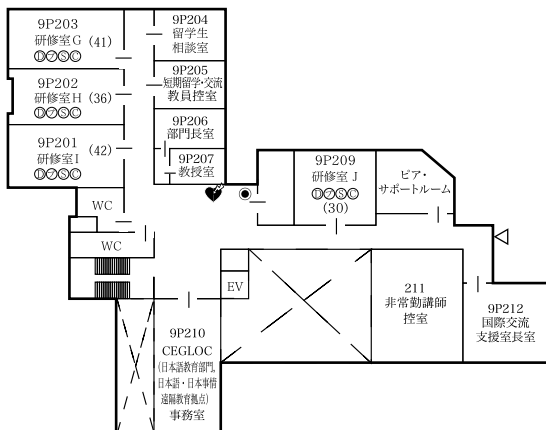 9P203
研修室G (41)
D プ S C
9P202
研修室H (36)
D プ S C
9P201
研修室I (42)
D プ S C
9P204
留学生
相談室
9P205
短期留学・交流
教員控室
9P206
部門長室
9P207
教授室
9P209
研修室 J
D プ S C
(30)
ピア・
サポートルーム
WC
WC
EV
9P210
CEGLOC
(日本語教育部門,
日本語・日本事情
遠隔教育拠点)
事務室
211
非常勤講師
控室
9P212
国際交流
支援室長室